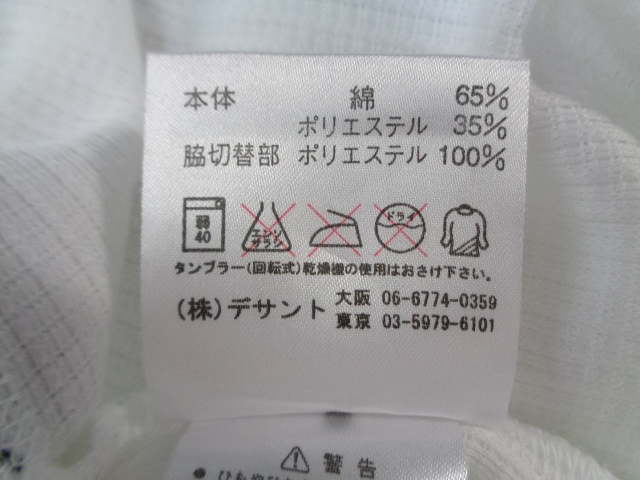 本体 綿 65%
ポリエステル 35%
脇切替部 ポリエステル 100%
弱
40
エンソ
サラシ
ドライ
タンブラー(回転式)乾燥機の使用はおさけ下さい。
(株)デサント 大阪 06-6774-0359
東京 03-5979-6101
警告